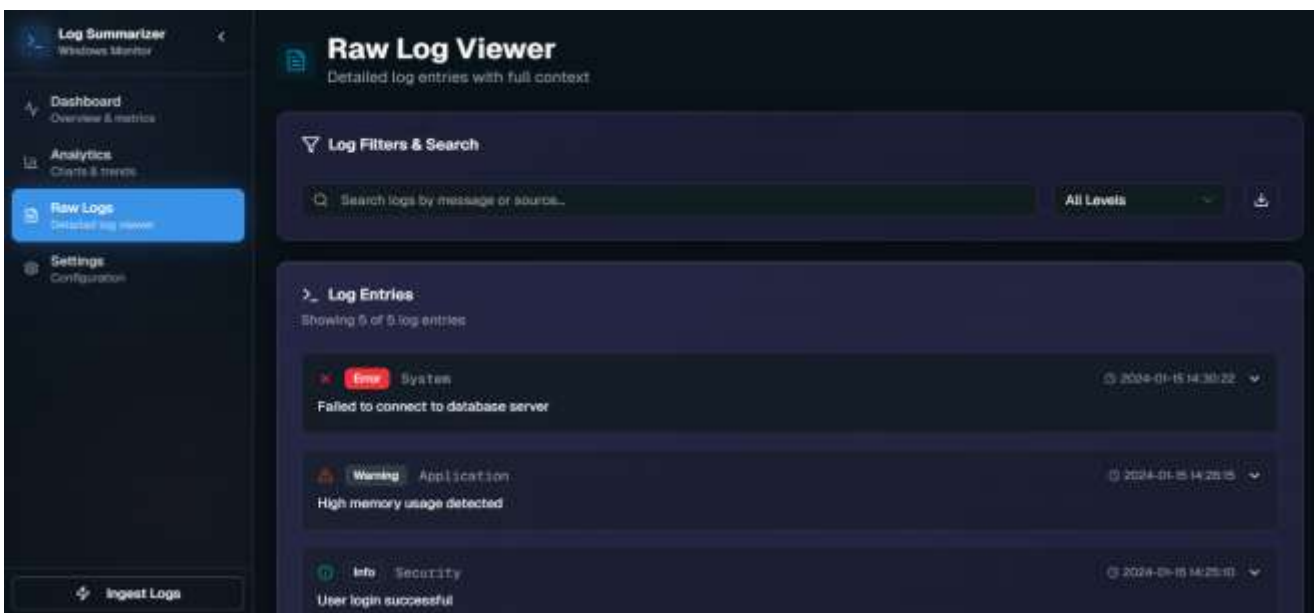 Log Summarizer
Windows Monitor
Dashboard
Overview & metrics
Analytics
Charts & trends
Raw Logs
Detailed log viewer
Settings
Configuration
Ingest Logs
Raw Log Viewer
Detailed log entries with full context
Log Filters & Search
Search logs by message or source...
All Levels
>_ Log Entries
Showing 5 of 5 log entries
Error System 2024-01-15 14:30:22
Failed to connect to database server
Warning Application 2024-01-15 14:28:15
High memory usage detected
Info Security 2024-01-15 14:25:10
User login successful